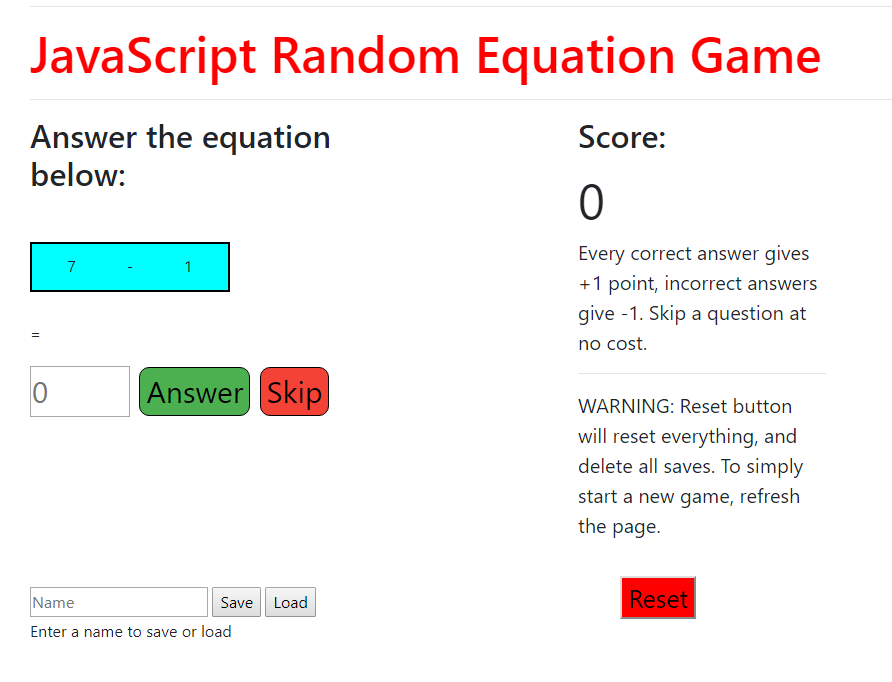 JavaScript Random Equation Game
Answer the equation
below:
7 - 1
=
0
Answer
Skip
Score:
0
Every correct answer gives
+1 point, incorrect answers
give -1. Skip a question at
no cost.
WARNING: Reset button
will reset everything, and
delete all saves. To simply
start a new game, refresh
the page.
Name
Save
Load
Enter a name to save or load
Reset